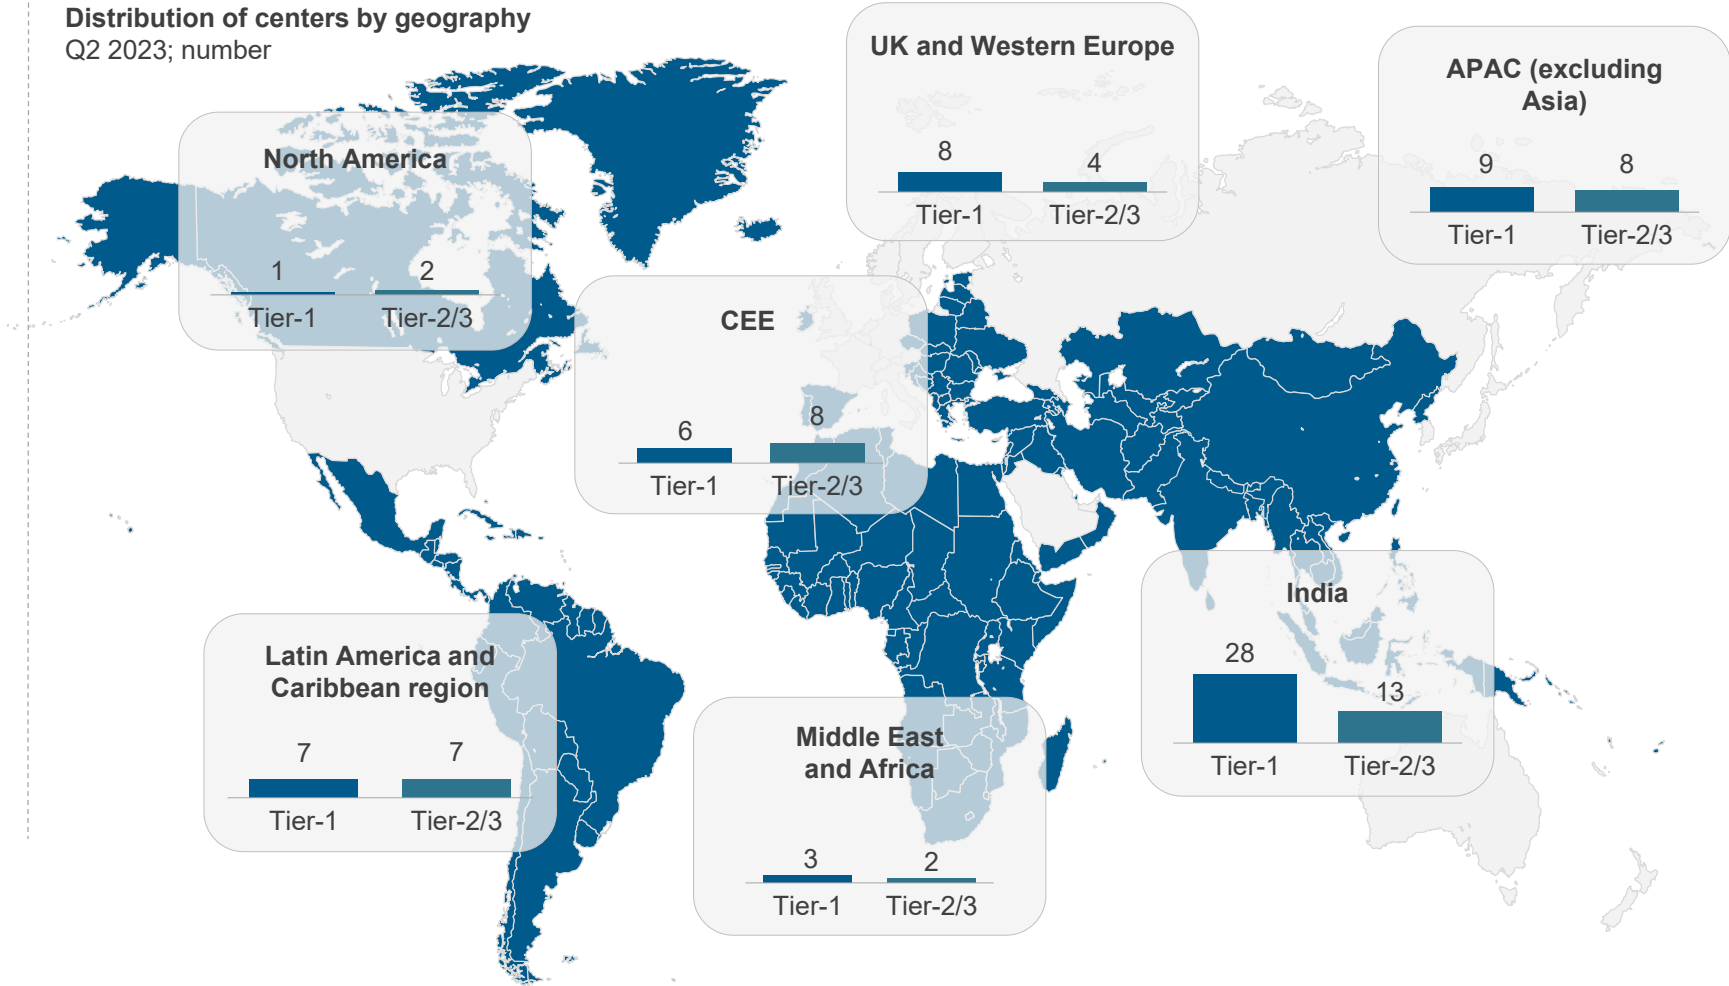 Distribution of centers by geography
Q2 2023; number
UK and Western Europe
8
4
Tier-1
Tier-2/3
APAC (excluding
Asia)
9
8
Tier-1
Tier-2/3
North America
1
2
Tier-1
Tier-2/3
CEE
6
8
Tier-1
Tier-2/3
India
28
13
Tier-1
Tier-2/3
Latin America and
Caribbean region
7
7
Tier-1
Tier-2/3
Middle East
and Africa
3
2
Tier-1
Tier-2/3